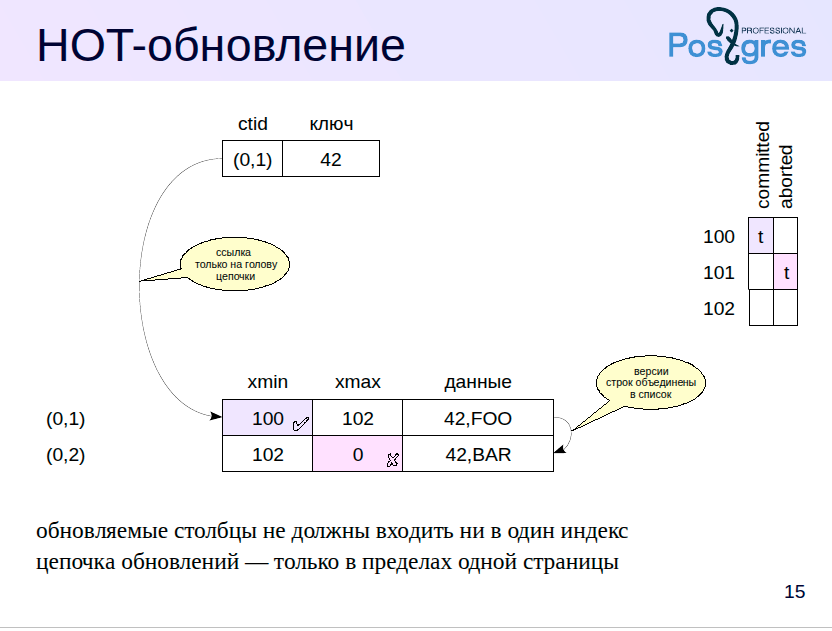 НОТ-обновление
PROFESSIONAL
Postgres
ctid ключ
(0,1) 42
committed
aborted
100 t
101 t
102
ссылка
только на голову
цепочки
xmin xmax данные
(0,1) 100 102 42,FOO
(0,2) 102 0 42,BAR
версии
строк объединены
в список
обновляемые столбцы не должны входить ни в один индекс
цепочка обновлений — только в пределах одной страницы
15